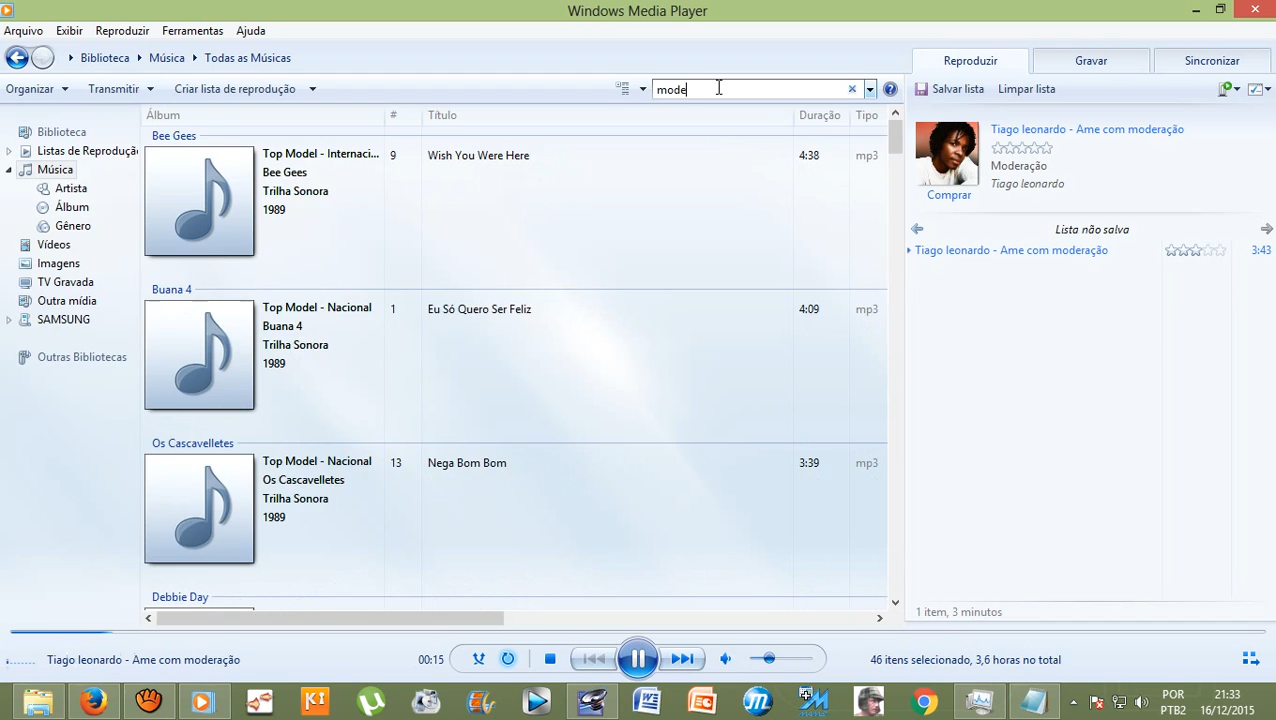 Windows Media Player
Arquivo Exibir Reproduzir Ferramentas Ajuda
Biblioteca Música Todas as Músicas
Reproduzir Gravar Sincronizar
Organizar Transmitir Criar lista de reprodução
mode
Salvar lista Limpar lista
Álbum # Título Duração Tipo
Biblioteca
Listas de Reproduçã
Música
Artista
Álbum
Gênero
Vídeos
Imagens
TV Gravada
Outra mídia
SAMSUNG
Outras Bibliotecas
Bee Gees
Top Model - Internaci... 9 Wish You Were Here 4:38 mp3
Bee Gees
Trilha Sonora
1989
Buana 4
Top Model - Nacional 1 Eu Só Quero Ser Feliz 4:09 mp3
Buana 4
Trilha Sonora
1989
Os Cascavelletes
Top Model - Nacional 13 Nega Bom Bom 3:39 mp3
Os Cascavelletes
Trilha Sonora
1989
Debbie Day
Tiago leonardo - Ame com moderação
Moderação
Tiago leonardo
Comprar
Lista não salva
Tiago leonardo - Ame com moderação 3:43
1 item, 3 minutos
Tiago leonardo - Ame com moderação 00:15 46 itens selecionado, 3,6 horas no total
K1
POR
PTB2
21:33
16/12/2015